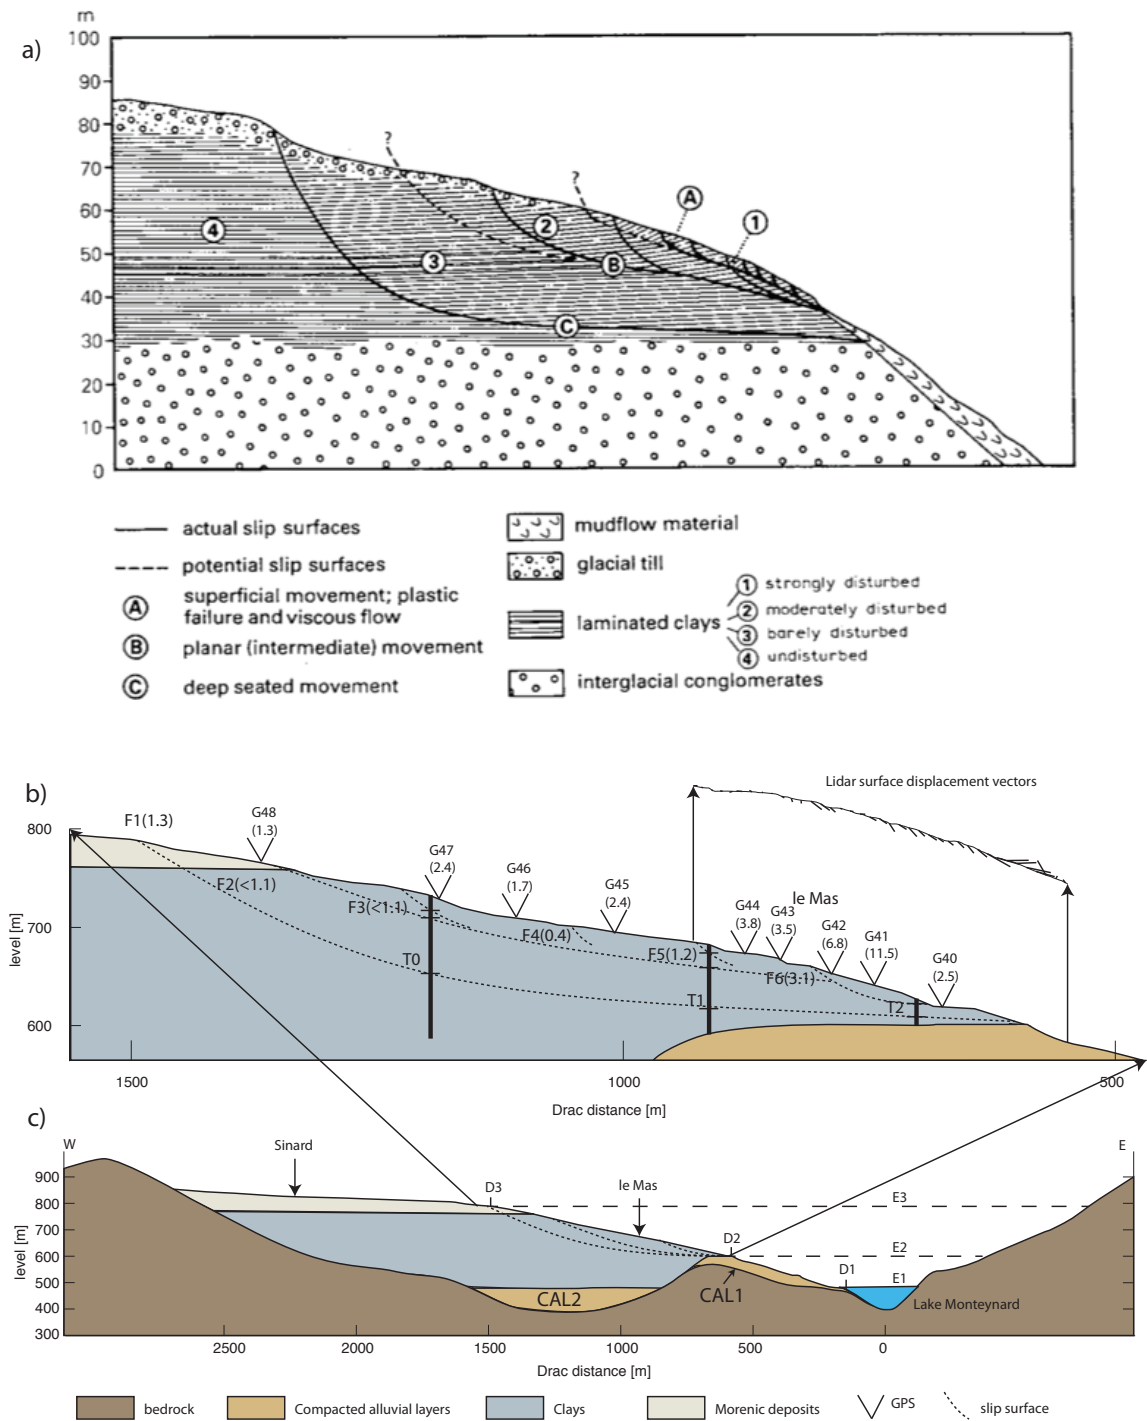 a)
m
100
90
80
70
60
50
40
30
20
10
0
?
?
A
1
2
3
4
B
C
actual slip surfaces
potential slip surfaces
A superficial movement; plastic
failure and viscous flow
B planar (intermediate) movement
C deep seated movement
mudflow material
glacial till
laminated clays
1 strongly disturbed
2 moderately disturbed
3 barely disturbed
4 undisturbed
interglacial conglomerates
b)
Lidar surface displacement vectors
level [m]
800
700
600
F1(1.3)
G48
(1.3)
F2(<1.1)
G47
(2.4)
F3(<1.1)
G46
(1.7)
G45
(2.4)
F4(0.4)
T0
le Mas
G44
(3.8)
G43
(3.5)
G42
(6.8)
G41
(11.5)
G40
(2.5)
F5(1.2)
F6(3.1)
T1
T2
1500
1000
500
Drac distance [m]
c)
W
E
Sinard
D3
le Mas
E3
D2
E2
D1
E1
CAL2
CAL1
Lake Monteynard
level [m]
900
800
700
600
500
400
300
2500
2000
1500
1000
500
0
Drac distance [m]
bedrock
Compacted alluvial layers
Clays
Morenic deposits
GPS
slip surface